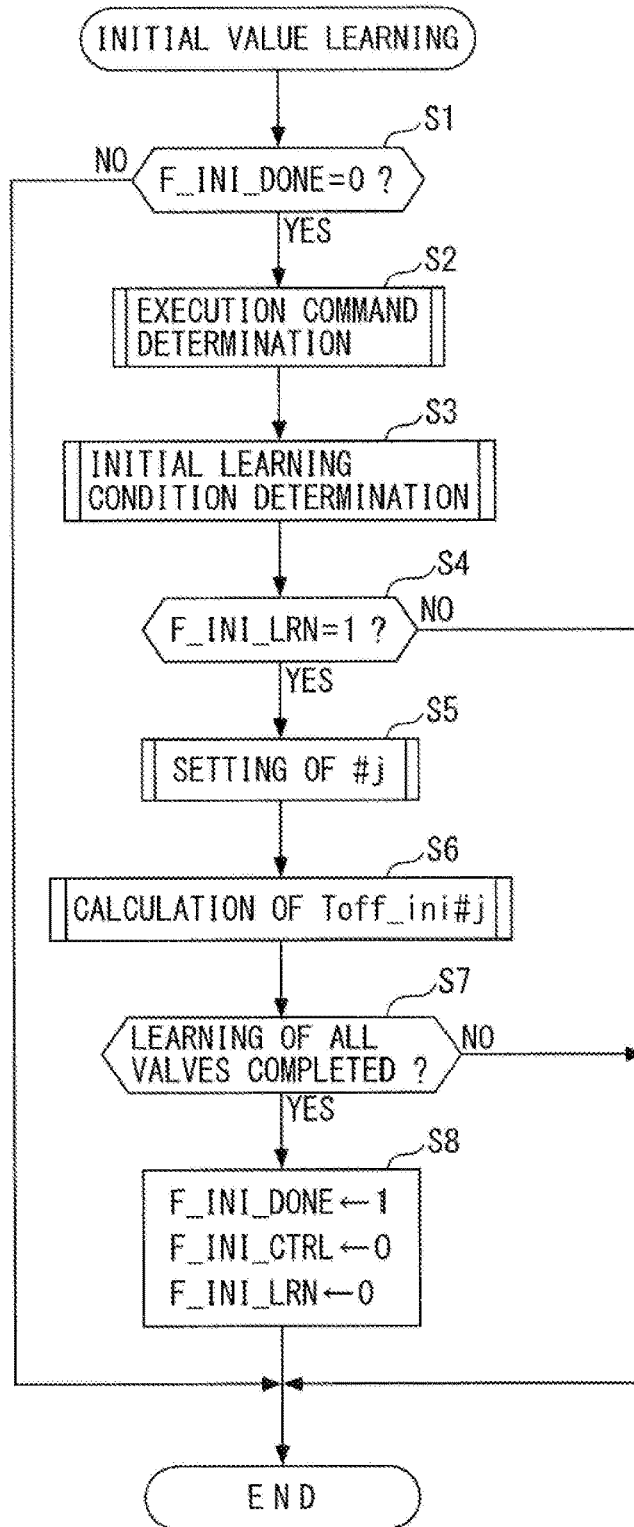 INITIAL VALUE LEARNING
S1
NO
F_INI_DONE=0 ?
YES
S2
EXECUTION COMMAND
DETERMINATION
S3
INITIAL LEARNING
CONDITION DETERMINATION
S4
F_INI_LRN=1 ?
NO
YES
S5
SETTING OF #j
S6
CALCULATION OF Toff_ini#j
S7
LEARNING OF ALL
VALVES COMPLETED ?
NO
YES
S8
F_INI_DONE←1
F_INI_CTRL←0
F_INI_LRN←0
END